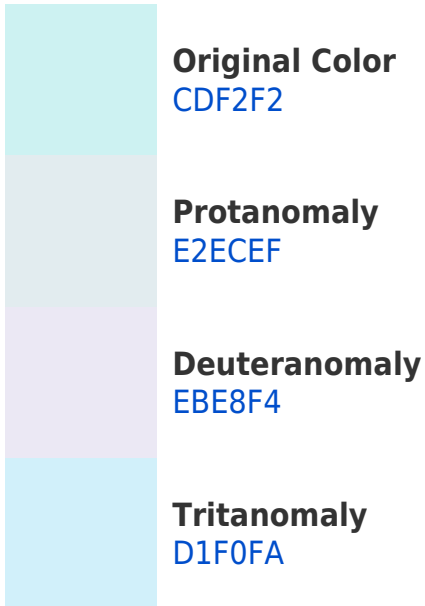 Original Color
CDF2F2
Protanomaly
E2ECEF
Deuteranomaly
EBE8F4
Tritanomaly
D1F0FA